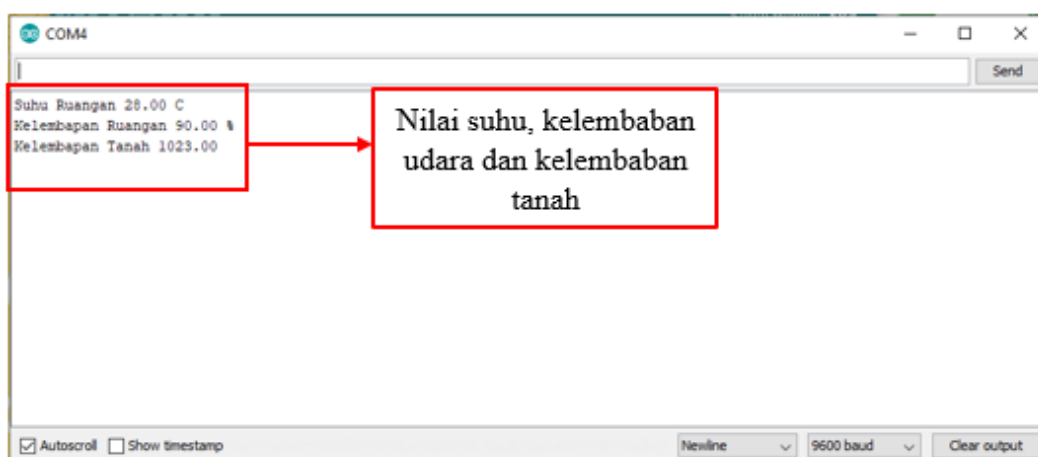 COM4
Send
Suhu Ruangan 28.00 C
Kelembapan Ruangan 90.00 %
Kelembapan Tanah 1023.00
Nilai suhu, kelembaban
udara dan kelembaban
tanah
Autoscroll Show timestamp Newline 9600 baud Clear output